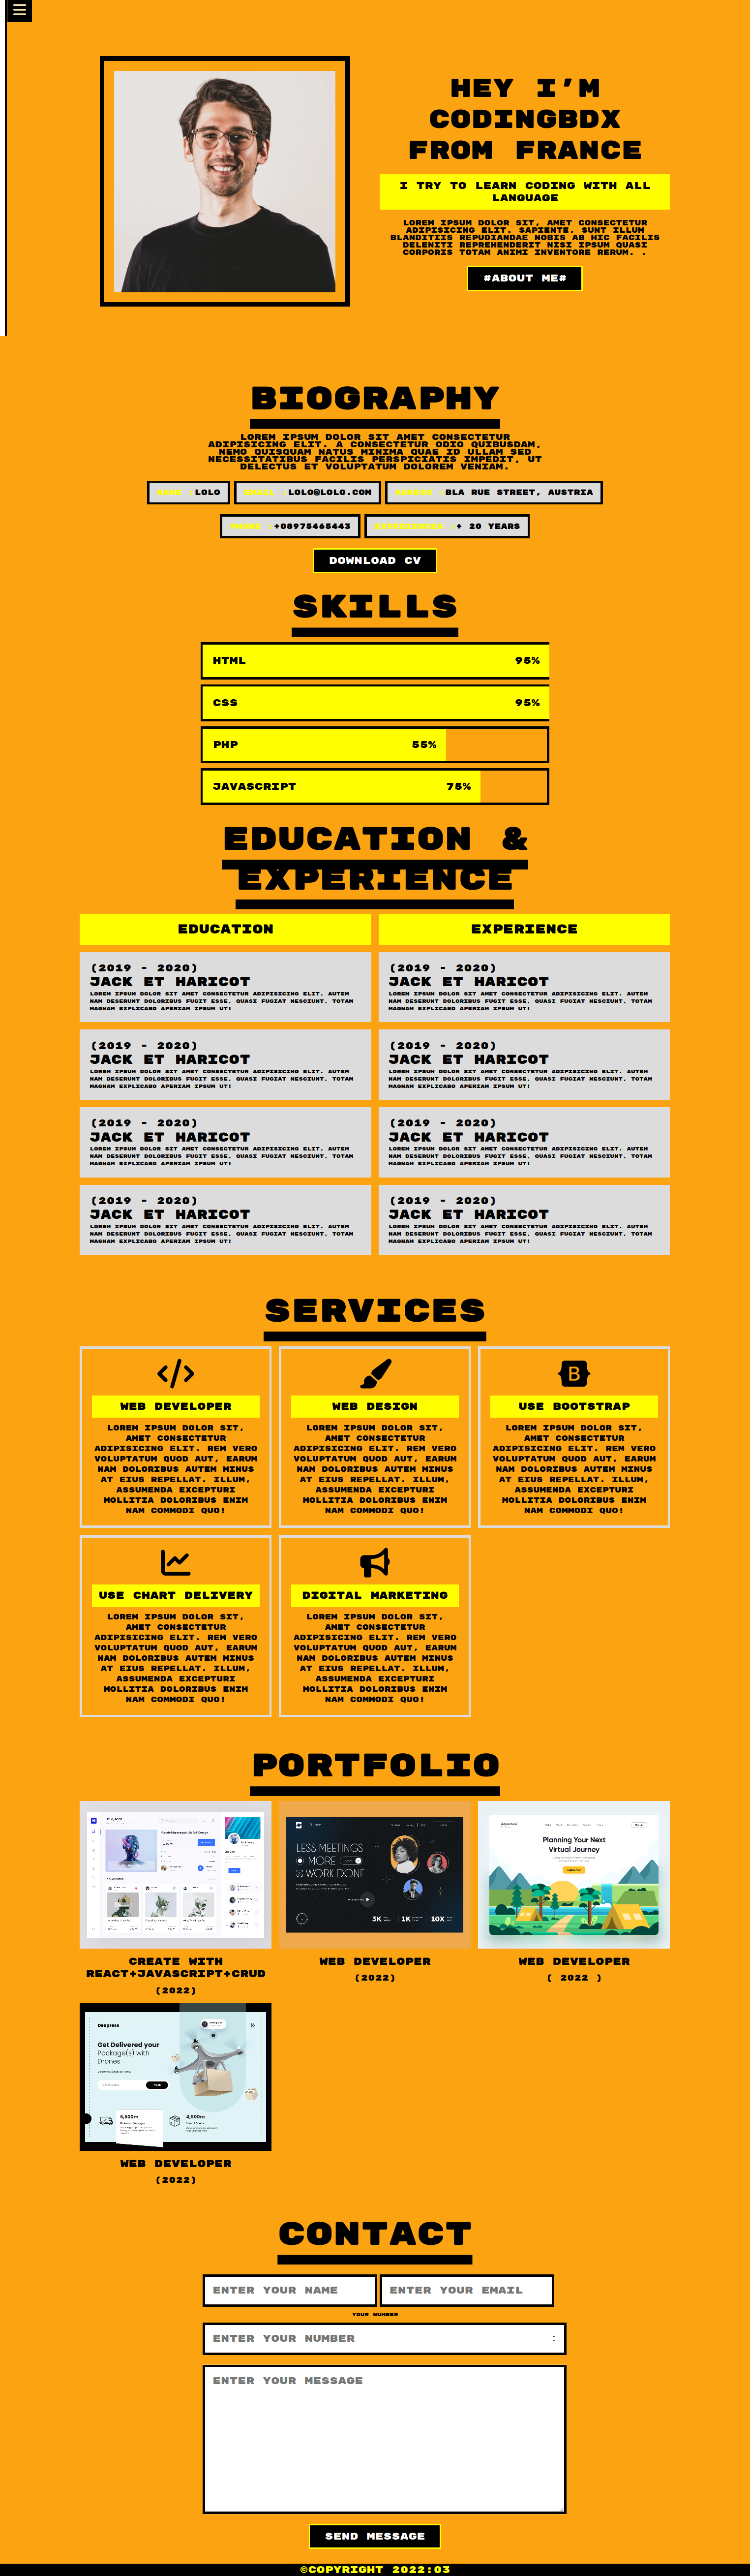 HEY I'M
CODINGBDX
FROM FRANCE
I TRY TO LEARN CODING WITH ALL
LANGUAGE
LOREM IPSUM DOLOR SIT, AMET CONSECTETUR
ADIPISICING ELIT. SAPIENTE, SUNT ILLUM
BLANDITIIS REPUDIANDAE NOBIS AB HIC FACILIS
DELENITI REPREHENDERIT NISI IPSUM QUASI
CORPORIS TOTAM ANIMI INVENTORE RERUM. .
#ABOUT ME#
BIOGRAPHY
LOREM IPSUM DOLOR SIT AMET CONSECTETUR
ADIPISICING ELIT. A CONSECTETUR ODIO QUIBUSDAM,
NEMO QUISQUAM NATUS MINIMA QUAE ID ULLAM SED
NECESSITATIBUS FACILIS PERSPICIATIS IMPEDIT, UT
DELECTUS ET VOLUPTATUM DOLOREM VENIAM.
LOLO LOLO@LOLO.COM BLA RUE STREET, AUSTRIA
+08975465443 + 20 YEARS
DOWNLOAD CV
SKILLS
HTML 95%
CSS 95%
PHP 55%
JAVASCRIPT 75%
EDUCATION &
EXPERIENCE
EDUCATION EXPERIENCE
(2019 - 2020) (2019 - 2020)
JACK ET HARICOT JACK ET HARICOT
LOREM IPSUM DOLOR SIT AMET CONSECTETUR ADIPISICING ELIT. AUTEM LOREM IPSUM DOLOR SIT AMET CONSECTETUR ADIPISICING ELIT. AUTEM
NAM DESERUNT DOLORIBUS FUGIT ESSE, QUASI FUGIAT NESCIUNT, TOTAM NAM DESERUNT DOLORIBUS FUGIT ESSE, QUASI FUGIAT NESCIUNT, TOTAM
MAGNAM EXPLICABO APERIAM IPSUM UT! MAGNAM EXPLICABO APERIAM IPSUM UT!
(2019 - 2020) (2019 - 2020)
JACK ET HARICOT JACK ET HARICOT
LOREM IPSUM DOLOR SIT AMET CONSECTETUR ADIPISICING ELIT. AUTEM LOREM IPSUM DOLOR SIT AMET CONSECTETUR ADIPISICING ELIT. AUTEM
NAM DESERUNT DOLORIBUS FUGIT ESSE, QUASI FUGIAT NESCIUNT, TOTAM NAM DESERUNT DOLORIBUS FUGIT ESSE, QUASI FUGIAT NESCIUNT, TOTAM
MAGNAM EXPLICABO APERIAM IPSUM UT! MAGNAM EXPLICABO APERIAM IPSUM UT!
(2019 - 2020) (2019 - 2020)
JACK ET HARICOT JACK ET HARICOT
LOREM IPSUM DOLOR SIT AMET CONSECTETUR ADIPISICING ELIT. AUTEM LOREM IPSUM DOLOR SIT AMET CONSECTETUR ADIPISICING ELIT. AUTEM
NAM DESERUNT DOLORIBUS FUGIT ESSE, QUASI FUGIAT NESCIUNT, TOTAM NAM DESERUNT DOLORIBUS FUGIT ESSE, QUASI FUGIAT NESCIUNT, TOTAM
MAGNAM EXPLICABO APERIAM IPSUM UT! MAGNAM EXPLICABO APERIAM IPSUM UT!
(2019 - 2020) (2019 - 2020)
JACK ET HARICOT JACK ET HARICOT
LOREM IPSUM DOLOR SIT AMET CONSECTETUR ADIPISICING ELIT. AUTEM LOREM IPSUM DOLOR SIT AMET CONSECTETUR ADIPISICING ELIT. AUTEM
NAM DESERUNT DOLORIBUS FUGIT ESSE, QUASI FUGIAT NESCIUNT, TOTAM NAM DESERUNT DOLORIBUS FUGIT ESSE, QUASI FUGIAT NESCIUNT, TOTAM
MAGNAM EXPLICABO APERIAM IPSUM UT! MAGNAM EXPLICABO APERIAM IPSUM UT!
SERVICES
WEB DEVELOPER
LOREM IPSUM DOLOR SIT,
AMET CONSECTETUR
ADIPISICING ELIT. REM VERO
VOLUPTATUM QUOD AUT, EARUM
NAM DOLORIBUS AUTEM MINUS
AT EIUS REPELLAT. ILLUM,
ASSUMENDA EXCEPTURI
MOLLITIA DOLORIBUS ENIM
NAM COMMODI QUO!
WEB DESIGN
LOREM IPSUM DOLOR SIT,
AMET CONSECTETUR
ADIPISICING ELIT. REM VERO
VOLUPTATUM QUOD AUT, EARUM
NAM DOLORIBUS AUTEM MINUS
AT EIUS REPELLAT. ILLUM,
ASSUMENDA EXCEPTURI
MOLLITIA DOLORIBUS ENIM
NAM COMMODI QUO!
B
USE BOOTSTRAP
LOREM IPSUM DOLOR SIT,
AMET CONSECTETUR
ADIPISICING ELIT. REM VERO
VOLUPTATUM QUOD AUT, EARUM
NAM DOLORIBUS AUTEM MINUS
AT EIUS REPELLAT. ILLUM,
ASSUMENDA EXCEPTURI
MOLLITIA DOLORIBUS ENIM
NAM COMMODI QUO!
USE CHART DELIVERY
LOREM IPSUM DOLOR SIT,
AMET CONSECTETUR
ADIPISICING ELIT. REM VERO
VOLUPTATUM QUOD AUT, EARUM
NAM DOLORIBUS AUTEM MINUS
AT EIUS REPELLAT. ILLUM,
ASSUMENDA EXCEPTURI
MOLLITIA DOLORIBUS ENIM
NAM COMMODI QUO!
DIGITAL MARKETING
LOREM IPSUM DOLOR SIT,
AMET CONSECTETUR
ADIPISICING ELIT. REM VERO
VOLUPTATUM QUOD AUT, EARUM
NAM DOLORIBUS AUTEM MINUS
AT EIUS REPELLAT. ILLUM,
ASSUMENDA EXCEPTURI
MOLLITIA DOLORIBUS ENIM
NAM COMMODI QUO!
PORTFOLIO
LESS MEETINGS
MORE
WORK DONE
3K 1K 10X
Planning Your Next
Virtual Journey
CREATE WITH
REACT+JAVASCRIPT+CRUD
(2022)
WEB DEVELOPER
(2022)
WEB DEVELOPER
( 2022 )
Get Delivered your
Package(s) with
Drones
WEB DEVELOPER
(2022)
CONTACT
ENTER YOUR NAME ENTER YOUR EMAIL
YOUR NUMBER
ENTER YOUR NUMBER
ENTER YOUR MESSAGE
SEND MESSAGE
©COPYRIGHT 2022:03